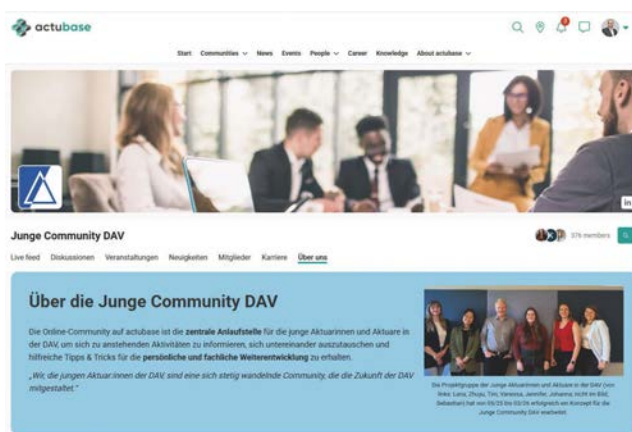 actubase
Start Communities News Events People Career Knowledge About actubase
in
Junge Community DAV
576 members
Live feed Diskussionen Veranstaltungen Neuigkeiten Mitglieder Karriere Über uns
Über die Junge Community DAV
Die Online-Community auf actubase ist die zentrale Anlaufstelle für die junge Aktuarinnen und Aktuare in
der DAV, um sich zu anstehenden Aktivitäten zu informieren, sich untereinander auszutauschen und
hilfreiche Tipps & Tricks für die persönliche und fachliche Weiterentwicklung zu erhalten.
„Wir, die jungen Aktuar:innen der DAV, sind eine sich stetig wandelnde Community, die die Zukunft der DAV
mitgestaltet."
Die Projektgruppe der Junge Aktuarinnen und Aktuare in der DAV (von
links: Lena, Zhuyu, Tim, Vanessa, Jennifer, Johanna; nicht im Bild,
Sebastian) hat von 09/25 bis 03/26 erfolgreich ein Konzept für die
Junge Community DAV erarbeitet.